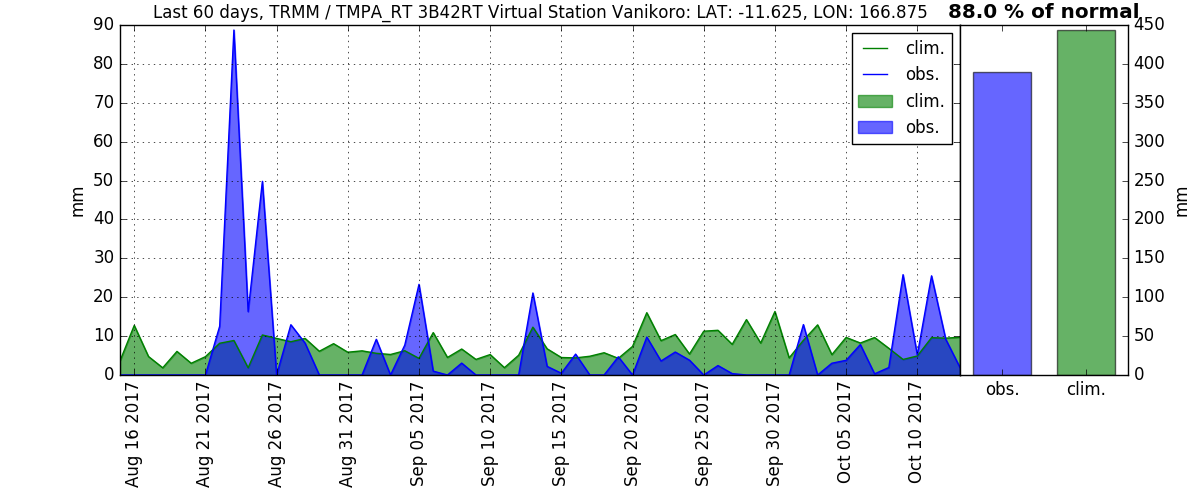 Last 60 days, TRMM / TMPA_RT 3B42RT Virtual Station Vanikoro: LAT: -11.625, LON: 166.875
88.0 % of normal
90
80
70
60
50
40
30
20
10
0
mm
clim.
obs.
clim.
obs.
450
400
350
300
250
200
150
100
50
0
mm
Aug 16 2017
Aug 21 2017
Aug 26 2017
Aug 31 2017
Sep 05 2017
Sep 10 2017
Sep 15 2017
Sep 20 2017
Sep 25 2017
Sep 30 2017
Oct 05 2017
Oct 10 2017
obs.
clim.